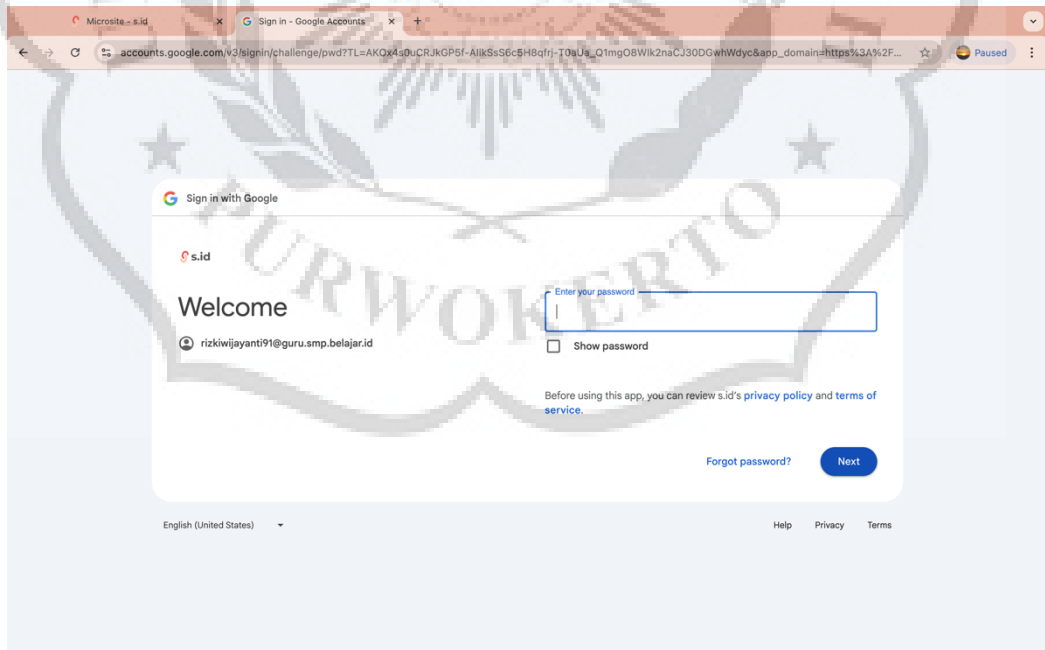 Microsite - s.id
Sign in - Google Accounts
accounts.google.com/v3/signin/challenge/pwd?TL=AKQx4s0uCRJkGP5f-AlikSsS6c5H8qfrj-T0aUa_Q1mgO8WIk2naCJ30DGwhWdyc&app_domain=https%3A%2F...
Paused
Sign in with Google
s.id
Welcome
rizkiwijayanti91@guru.smp.belajar.id
Enter your password
Show password
Before using this app, you can review s.id's privacy policy and terms of
service.
Forgot password?
Next
English (United States)
Help Privacy Terms
PURWOKERTO